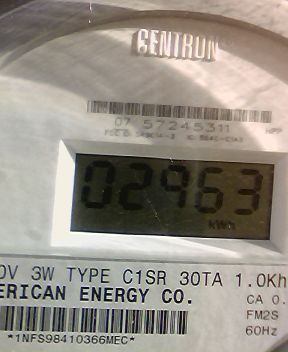 CENTRON
07 57245311
02963
kWh
0V 3W TYPE C1SR 30TA 1.0Kh
ERICAN ENERGY CO.
CA 0.
FM2S
60Hz
*1NFS98410366MEC*